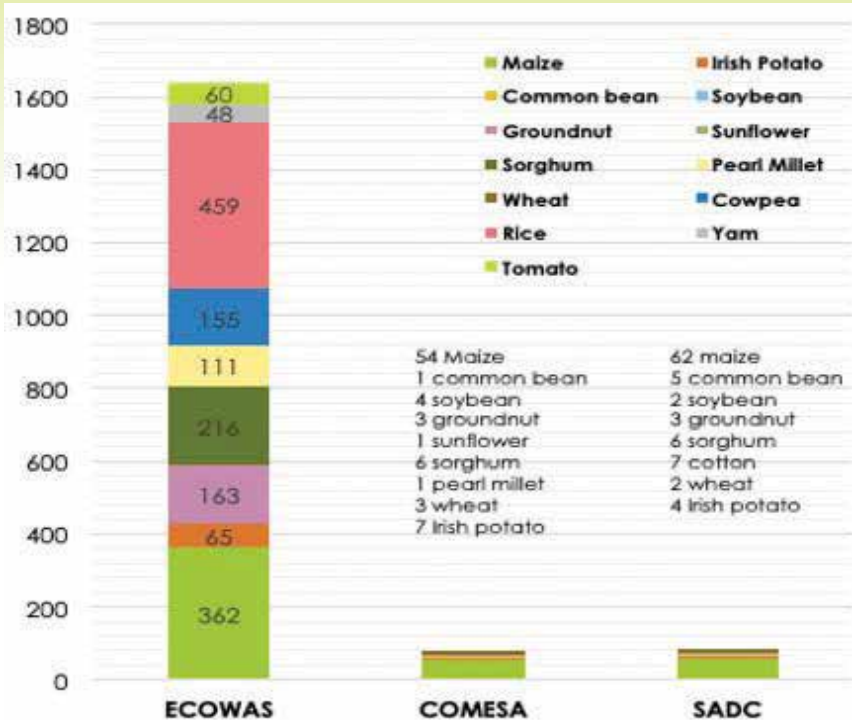 1800
1600
1400
1200
1000
800
600
400
200
0
60
48
459
155
111
216
163
65
362
Maize
Irish Potato
Common bean
Soybean
Groundnut
Sunflower
Sorghum
Pearl Millet
Wheat
Cowpea
Rice
Yam
Tomato
54 Maize
1 common bean
4 soybean
3 groundnut
1 sunflower
6 sorghum
1 pearl millet
3 wheat
7 Irish potato
62 maize
5 common bean
2 soybean
3 groundnut
6 sorghum
7 cotton
2 wheat
4 Irish potato
ECOWAS
COMESA
SADC